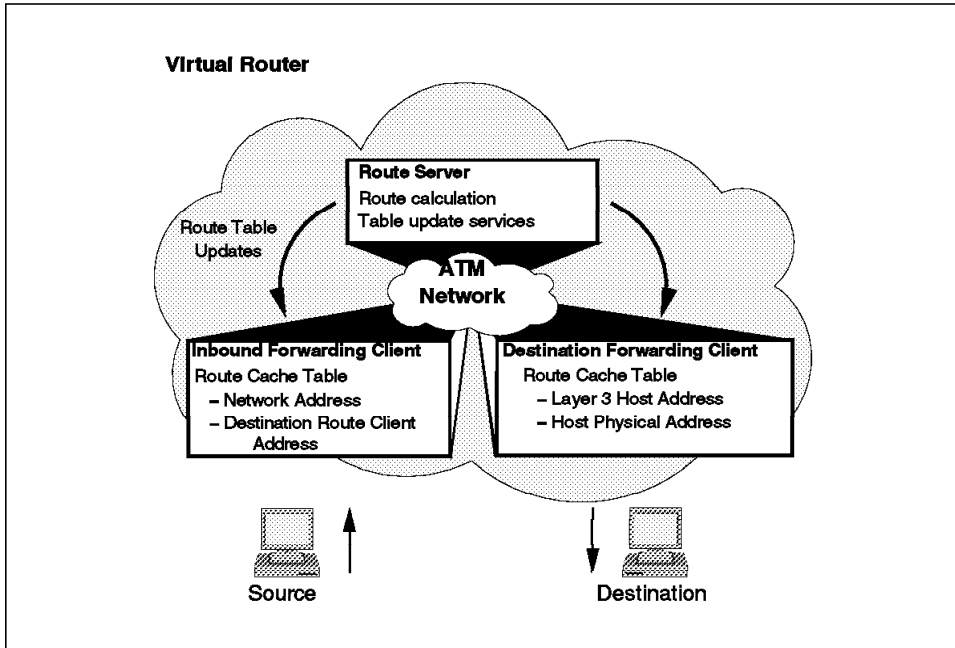 Virtual Router
Route Server
Route calculation
Table update services
Route Table
Updates
ATM
Network
Inbound Forwarding Client
Route Cache Table
– Network Address
– Destination Route Client
Address
Destination Forwarding Client
Route Cache Table
– Layer 3 Host Address
– Host Physical Address
Source
Destination